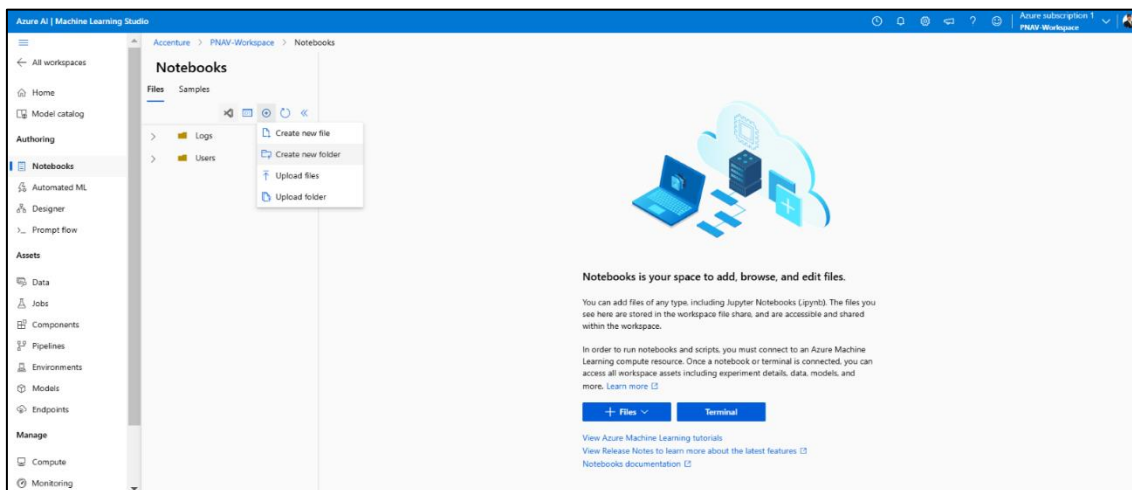 Azure AI | Machine Learning Studio
Azure subscription 1
PNAV-Workspace
All workspaces
Home
Model catalog
Authoring
Notebooks
Automated ML
Designer
>_ Prompt flow
Assets
Data
Jobs
Components
Pipelines
Environments
Models
Endpoints
Manage
Compute
Monitoring
Accenture > PNAV-Workspace > Notebooks
Notebooks
Files Samples
Logs
Users
Create new file
Create new folder
Upload files
Upload folder
Notebooks is your space to add, browse, and edit files.
You can add files of any type, including Jupyter Notebooks (.ipynb). The files you
see here are stored in the workspace file share, and are accessible and shared
within the workspace.
In order to run notebooks and scripts, you must connect to an Azure Machine
Learning compute resource. Once a notebook or terminal is connected, you can
access all workspace assets including experiment details, data, models, and
more. Learn more
+ Files
Terminal
View Azure Machine Learning tutorials
View Release Notes to learn more about the latest features
Notebooks documentation